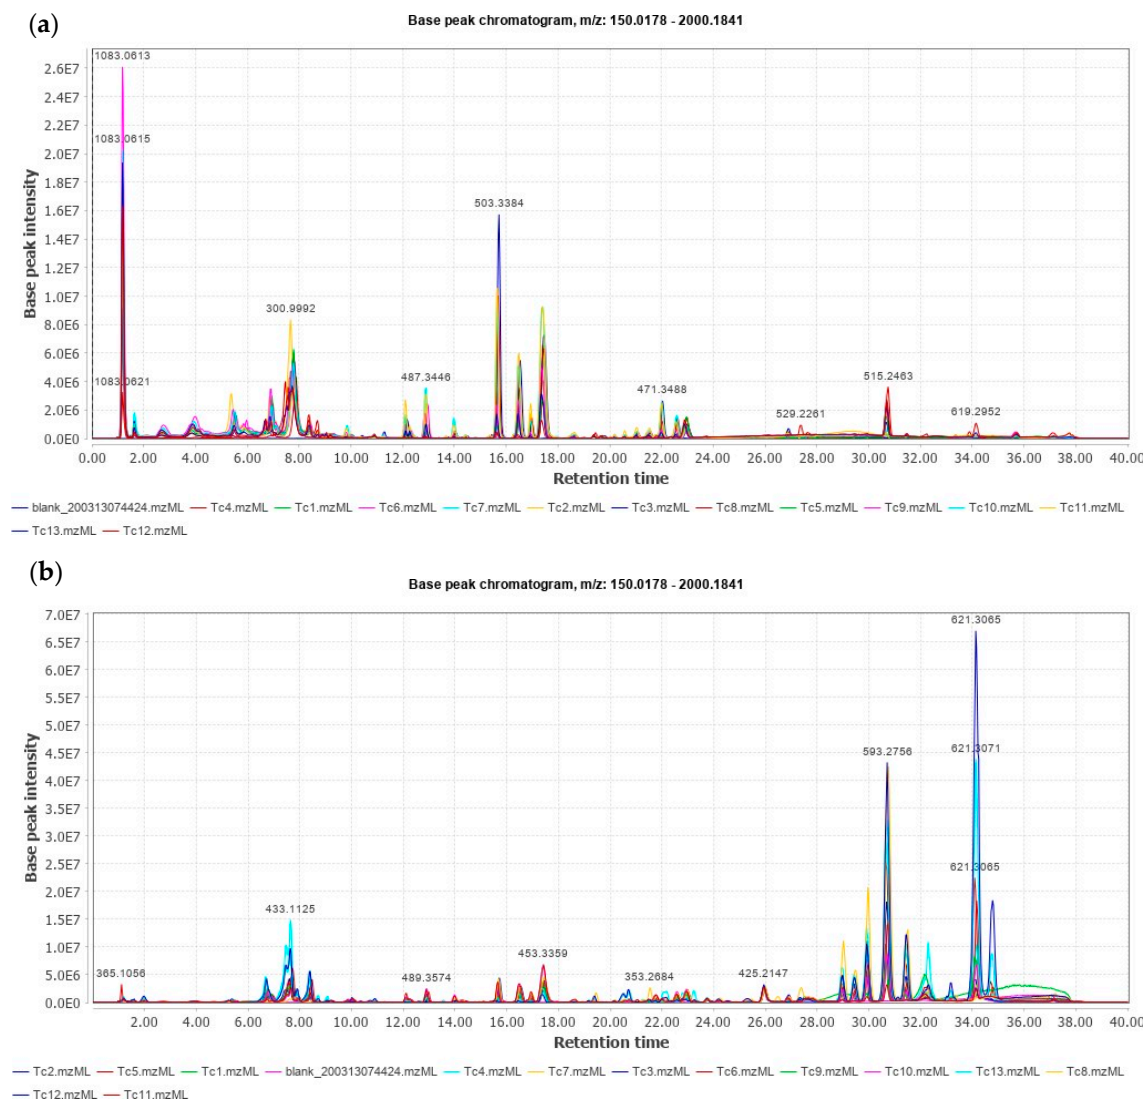 (a)
Base peak chromatogram, m/z: 150.0178 - 2000.1841
Base peak intensity
2.6E7
2.4E7
2.2E7
2.0E7
1.8E7
1.6E7
1.4E7
1.2E7
1.0E7
8.0E6
6.0E6
4.0E6
2.0E6
0.0E0
1083.0613
1083.0615
1083.0621
300.9992
487.3446
503.3384
471.3488
529.2261
515.2463
619.2952
0.00 2.00 4.00 6.00 8.00 10.00 12.00 14.00 16.00 18.00 20.00 22.00 24.00 26.00 28.00 30.00 32.00 34.00 36.00 38.00 40.00
Retention time
blank_200313074424.mzML Tc4.mzML Tc1.mzML Tc6.mzML Tc7.mzML Tc2.mzML Tc3.mzML Tc8.mzML Tc5.mzML Tc9.mzML Tc10.mzML Tc11.mzML
Tc13.mzML Tc12.mzML
(b)
Base peak chromatogram, m/z: 150.0178 - 2000.1841
Base peak intensity
7.0E7
6.5E7
6.0E7
5.5E7
5.0E7
4.5E7
4.0E7
3.5E7
3.0E7
2.5E7
2.0E7
1.5E7
1.0E7
5.0E6
0.0E0
365.1056
433.1125
489.3574
453.3359
353.2684
425.2147
593.2756
621.3065
621.3071
621.3065
2.00 4.00 6.00 8.00 10.00 12.00 14.00 16.00 18.00 20.00 22.00 24.00 26.00 28.00 30.00 32.00 34.00 36.00 38.00 40.00
Retention time
Tc2.mzML Tc5.mzML Tc1.mzML blank_200313074424.mzML Tc4.mzML Tc7.mzML Tc3.mzML Tc6.mzML Tc9.mzML Tc10.mzML Tc13.mzML Tc8.mzML
Tc12.mzML Tc11.mzML